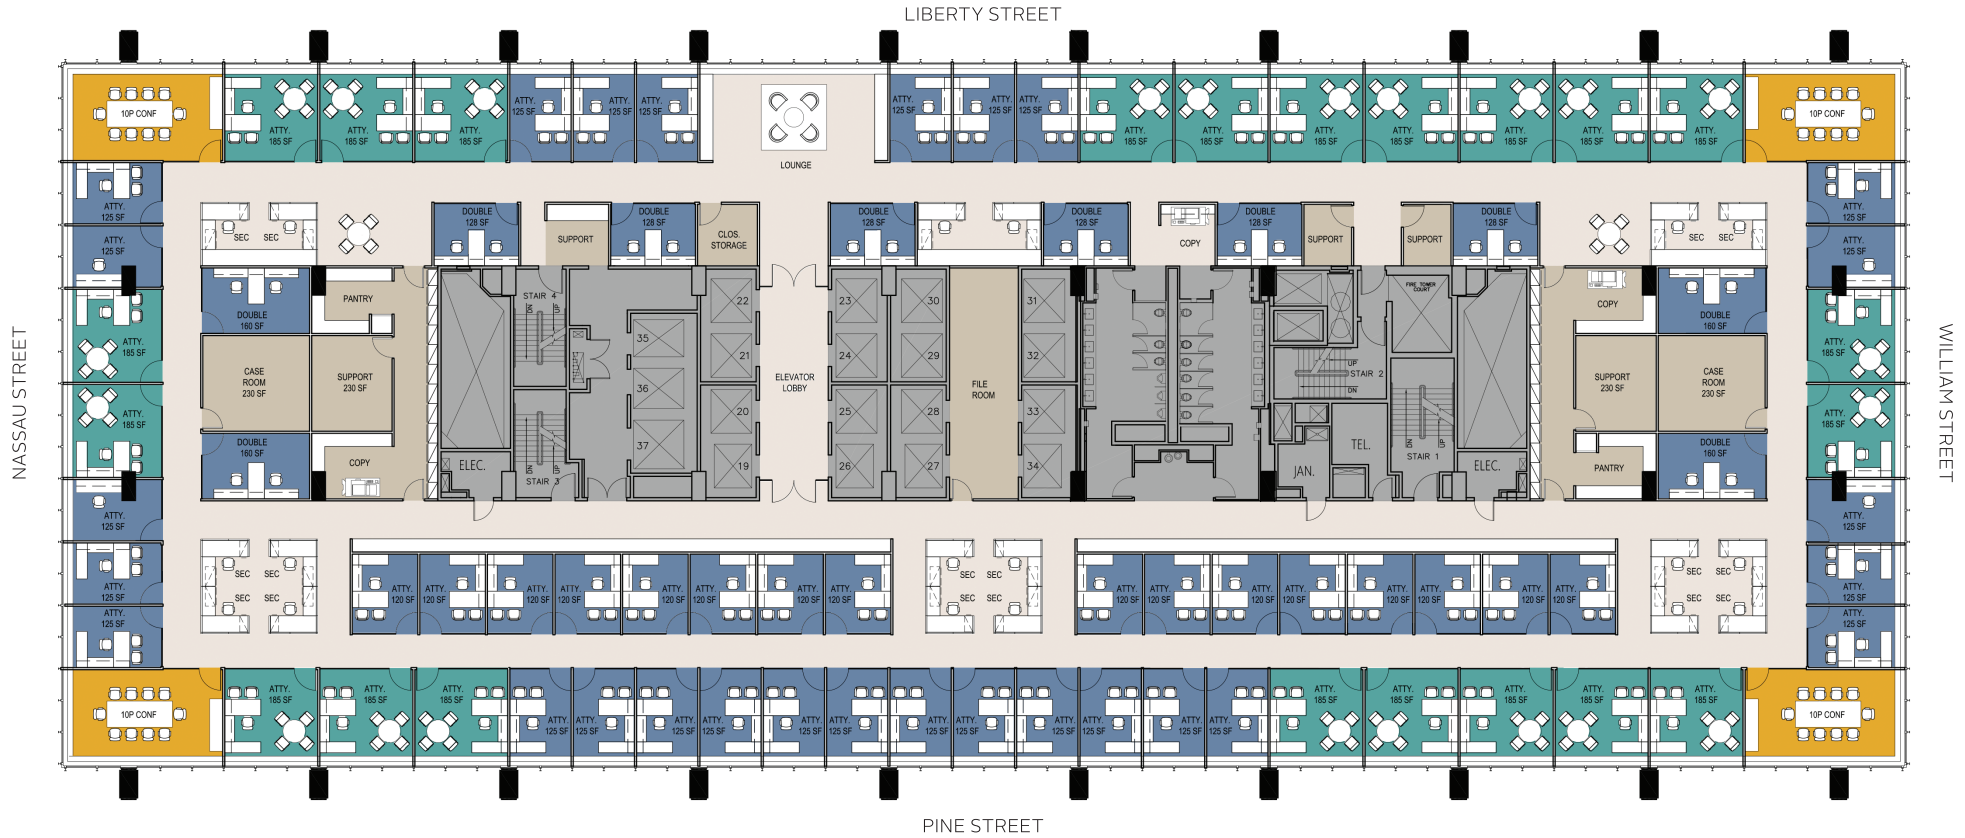 LIBERTY STREET
10P CONF
ATTY.
185 SF
ATTY.
185 SF
ATTY.
185 SF
ATTY.
125 SF
ATTY.
125 SF
ATTY.
125 SF
LOUNGE
ATTY.
125 SF
ATTY.
125 SF
ATTY.
125 SF
ATTY.
185 SF
ATTY.
185 SF
ATTY.
185 SF
ATTY.
185 SF
ATTY.
185 SF
ATTY.
185 SF
ATTY.
185 SF
10P CONF
NASSAU STREET
ATTY.
125 SF
ATTY.
125 SF
ATTY.
185 SF
ATTY.
185 SF
ATTY.
125 SF
ATTY.
125 SF
ATTY.
125 SF
SEC SEC
DOUBLE
128 SF
SUPPORT
DOUBLE
128 SF
CLOS.
STORAGE
DOUBLE
128 SF
DOUBLE
128 SF
COPY
DOUBLE
128 SF
SUPPORT
SUPPORT
DOUBLE
128 SF
SEC SEC
DOUBLE
160 SF
PANTRY
CASE
ROOM
230 SF
SUPPORT
230 SF
DOUBLE
160 SF
COPY
ELEC.
STAIR 4
DN UP
DN UP
STAIR 3
35
36
37
22
21
20
19
ELEVATOR
LOBBY
23
24
25
26
30
29
28
27
FILE
ROOM
31
32
33
34
FIRE TOWER
COURT
UP
STAIR 2
DN
JAN.
TEL.
DN UP
STAIR 1
ELEC.
COPY
DOUBLE
160 SF
SUPPORT
230 SF
CASE
ROOM
230 SF
PANTRY
DOUBLE
160 SF
ATTY.
125 SF
ATTY.
125 SF
ATTY.
185 SF
ATTY.
185 SF
ATTY.
125 SF
ATTY.
125 SF
ATTY.
125 SF
WILLIAM STREET
SEC SEC
SEC SEC
ATTY.
120 SF
ATTY.
120 SF
ATTY.
120 SF
ATTY.
120 SF
ATTY.
120 SF
ATTY.
120 SF
ATTY.
120 SF
ATTY.
120 SF
SEC SEC
SEC SEC
ATTY.
120 SF
ATTY.
120 SF
ATTY.
120 SF
ATTY.
120 SF
ATTY.
120 SF
ATTY.
120 SF
ATTY.
120 SF
ATTY.
120 SF
SEC SEC
SEC SEC
10P CONF
ATTY.
185 SF
ATTY.
185 SF
ATTY.
185 SF
ATTY.
125 SF
ATTY.
125 SF
ATTY.
125 SF
ATTY.
125 SF
ATTY.
125 SF
ATTY.
125 SF
ATTY.
125 SF
ATTY.
125 SF
ATTY.
125 SF
ATTY.
125 SF
ATTY.
125 SF
ATTY.
125 SF
ATTY.
185 SF
ATTY.
185 SF
ATTY.
185 SF
ATTY.
185 SF
ATTY.
185 SF
10P CONF
PINE STREET